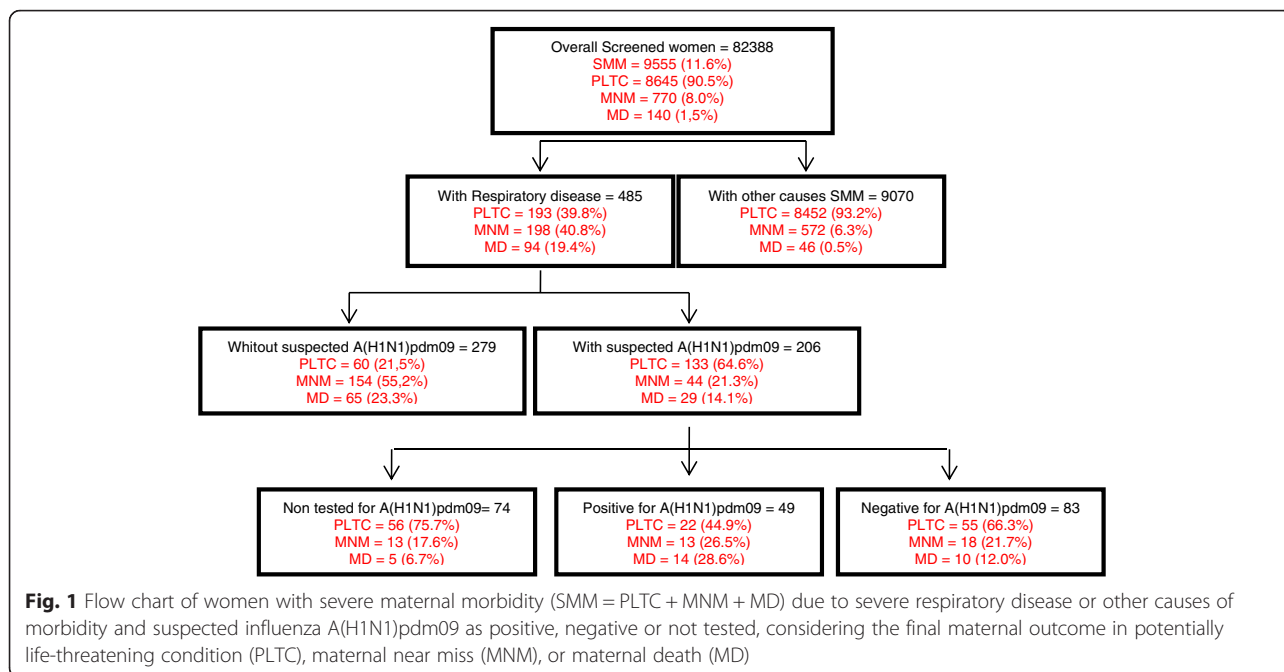 Overall Screened women = 82388
SMM = 9555 (11.6%)
PLTC = 8645 (90.5%)
MNM = 770 (8.0%)
MD = 140 (1,5%)
With Respiratory disease = 485
PLTC = 193 (39.8%)
MNM = 198 (40.8%)
MD = 94 (19.4%)
With other causes SMM = 9070
PLTC = 8452 (93.2%)
MNM = 572 (6.3%)
MD = 46 (0.5%)
Whitout suspected A(H1N1)pdm09 = 279
PLTC = 60 (21,5%)
MNM = 154 (55,2%)
MD = 65 (23,3%)
With suspected A(H1N1)pdm09 = 206
PLTC = 133 (64.6%)
MNM = 44 (21.3%)
MD = 29 (14.1%)
Non tested for A(H1N1)pdm09= 74
PLTC = 56 (75.7%)
MNM = 13 (17.6%)
MD = 5 (6.7%)
Positive for A(H1N1)pdm09 = 49
PLTC = 22 (44.9%)
MNM = 13 (26.5%)
MD = 14 (28.6%)
Negative for A(H1N1)pdm09 = 83
PLTC = 55 (66.3%)
MNM = 18 (21.7%)
MD = 10 (12.0%)
Fig. 1 Flow chart of women with severe maternal morbidity (SMM = PLTC + MNM + MD) due to severe respiratory disease or other causes of
morbidity and suspected influenza A(H1N1)pdm09 as positive, negative or not tested, considering the final maternal outcome in potentially
life-threatening condition (PLTC), maternal near miss (MNM), or maternal death (MD)